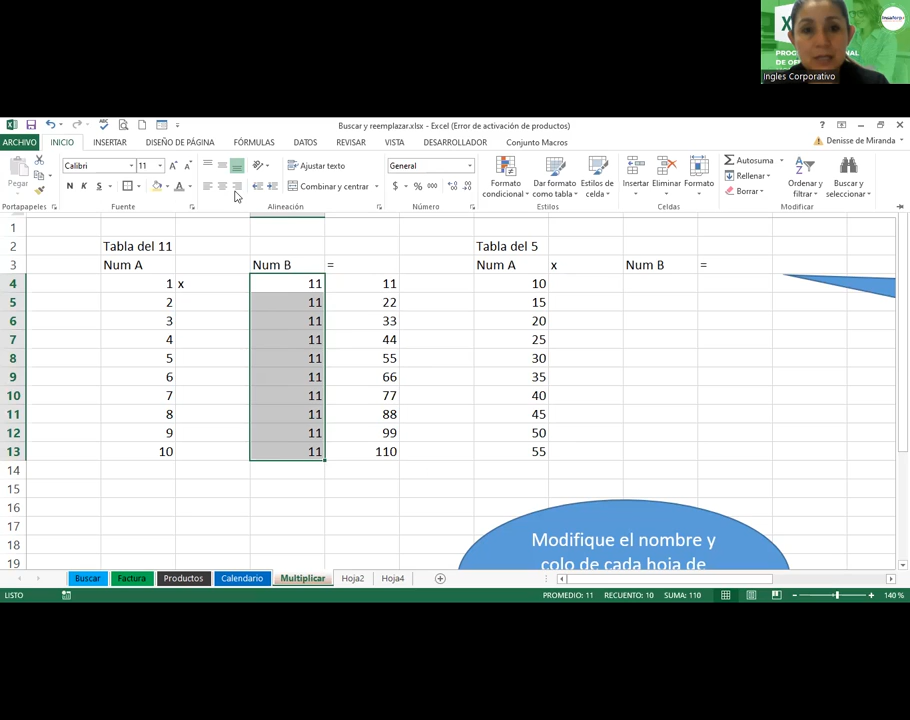 Ingles Corporativo
Buscar y reemplazar.xlsx - Excel (Error de activación de productos)
ARCHIVO INICIO INSERTAR DISEÑO DE PÁGINA FÓRMULAS DATOS REVISAR VISTA DESARROLLADOR Conjunto Macros Denisse de Miranda
Calibri 11 Ajustar texto General Autosuma
Pegar N K S Combinar y centrar $ % 000 Formato condicional Dar formato como tabla Estilos de celda Insertar Eliminar Formato Rellenar Borrar Ordenar y filtrar Buscar y seleccionar
Portapapeles Fuente Alineación Número Estilos Celdas Modificar
1
2 Tabla del 11 Tabla del 5
3 Num A Num B = Num A x Num B =
4 1 x 11 11 10
5 2 11 22 15
6 3 11 33 20
7 4 11 44 25
8 5 11 55 30
9 6 11 66 35
10 7 11 77 40
11 8 11 88 45
12 9 11 99 50
13 10 11 110 55
14
15
16
17 Modifique el nombre y
18 colo de cada hoja de
19
Buscar Factura Productos Calendario Multiplicar Hoja2 Hoja4
LISTO PROMEDIO: 11 RECUENTO: 10 SUMA: 110 140 %